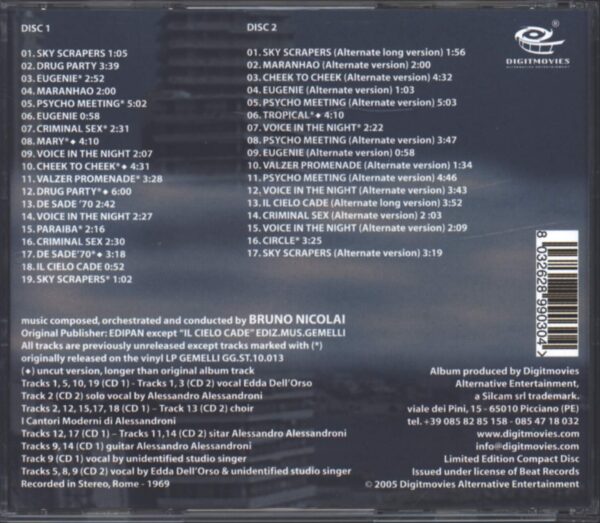 DISC 1
01. SKY SCRAPERS 1:05
02. DRUG PARTY 3:39
03. EUGENIE* 2:52
04. MARANHAO 2:00
05. PSYCHO MEETING* 5:02
06. EUGENIE 0:58
07. CRIMINAL SEX* 2:31
08. MARY*♦ 4:10
09. VOICE IN THE NIGHT 2:07
10. CHEEK TO CHEEK*♦ 4:31
11. VALZER PROMENADE* 3:28
12. DRUG PARTY*♦ 6:00
13. DE SADE '70 2:42
14. VOICE IN THE NIGHT 2:27
15. PARAIBA* 2:16
16. CRIMINAL SEX 2:30
17. DE SADE'70*♦ 3:18
18. IL CIELO CADE 0:52
19. SKY SCRAPERS* 1:02
DISC 2
01. SKY SCRAPERS (Alternate long version) 1:56
02. MARANHAO (Alternate version) 2:00
03. CHEEK TO CHEEK (Alternate version) 4:32
04. EUGENIE (Alternate version) 1:03
05. PSYCHO MEETING (Alternate version) 5:03
06. TROPICAL*♦ 4:10
07. VOICE IN THE NIGHT* 2:22
08. PSYCHO MEETING (Alternate version) 3:47
09. EUGENIE (Alternate version) 0:58
10. VALZER PROMENADE (Alternate version) 1:34
11. PSYCHO MEETING (Alternate version) 4:46
12. VOICE IN THE NIGHT (Alternate version) 3:43
13. IL CIELO CADE (Alternate long version) 3:52
14. CRIMINAL SEX (Alternate version) 2 :03
15. VOICE IN THE NIGHT (Alternate version) 2:09
16. CIRCLE* 3:25
17. SKY SCRAPERS (Alternate version) 3:19
®
DIGITMOVIES
ALTERNATIVE ENTERTAINMENT
8 032628 990304 >
music composed, orchestrated and conducted by BRUNO NICOLAI
Original Publisher: EDIPAN except "IL CIELO CADE" EDIZ.MUS.GEMELLI
All tracks are previously unreleased except tracks marked with (*)
originally released on the vinyl LP GEMELLI GG.ST.10.013
(♦) uncut version, longer than original album track
Tracks 1, 5, 10, 19 (CD 1) - Tracks 1, 3 (CD 2) vocal Edda Dell'Orso
Track 2 (CD 2) solo vocal by Alessandro Alessandroni
Tracks 2, 12, 15,17, 18 (CD 1) – Track 13 (CD 2) choir
I Cantori Moderni di Alessandroni
Tracks 12, 17 (CD 1) – Tracks 11,14 (CD 2) sitar Alessandro Alessandroni
Tracks 9, 14 (CD 1) guitar Alessandro Alessandroni
Track 9 (CD 1) vocal by unidentified studio singer
Tracks 5, 8, 9 (CD 2) vocal by Edda Dell'Orso & unidentified studio singer
Recorded in Stereo, Rome - 1969
Album produced by Digitmovies
Alternative Entertainment,
a Silcam srl trademark,
viale dei Pini, 15 - 65010 Picciano (PE)
tel. +39 085 82 85 158 - 085 47 18 032
www.digitmovies.com
info@digitmovies.com
Limited Edition Compact Disc
Issued under license of Beat Records
© 2005 Digitmovies Alternative Entertainment